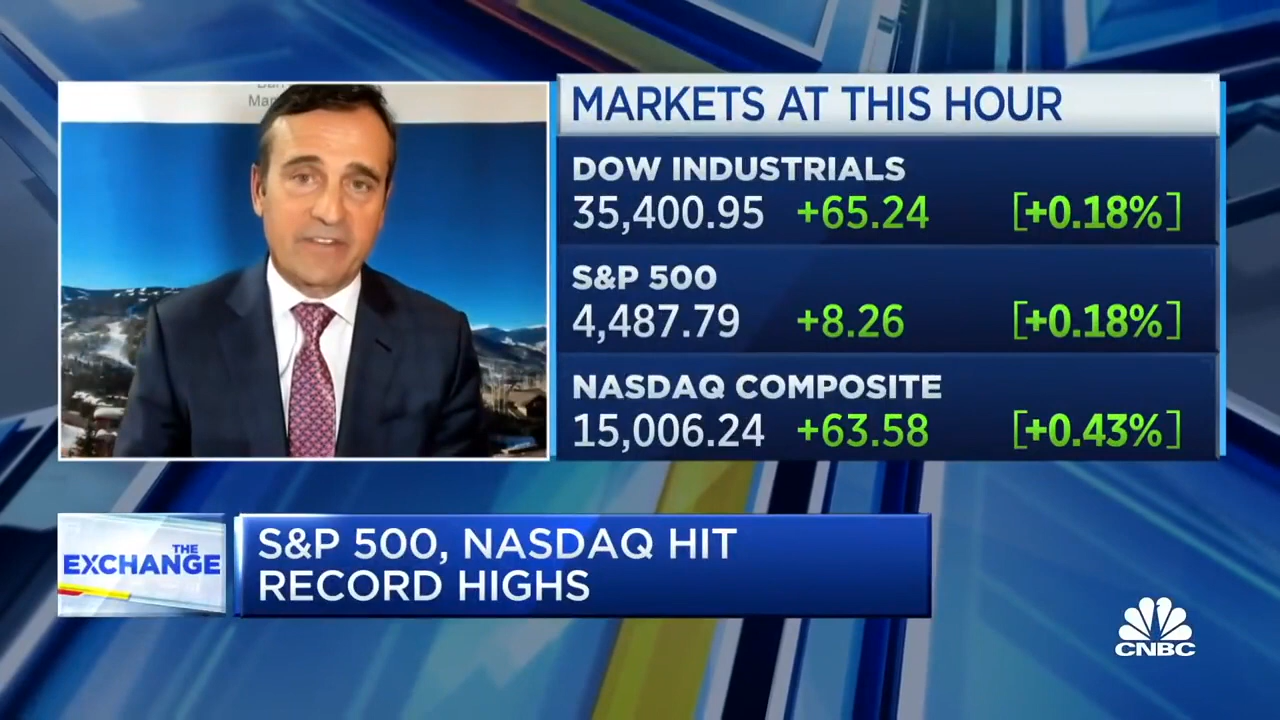 MARKETS AT THIS HOUR
DOW INDUSTRIALS
35,400.95 +65.24 [+0.18%]
S&P 500
4,487.79 +8.26 [+0.18%]
NASDAQ COMPOSITE
15,006.24 +63.58 [+0.43%]
THE
EXCHANGE
S&P 500, NASDAQ HIT
RECORD HIGHS
CNBC